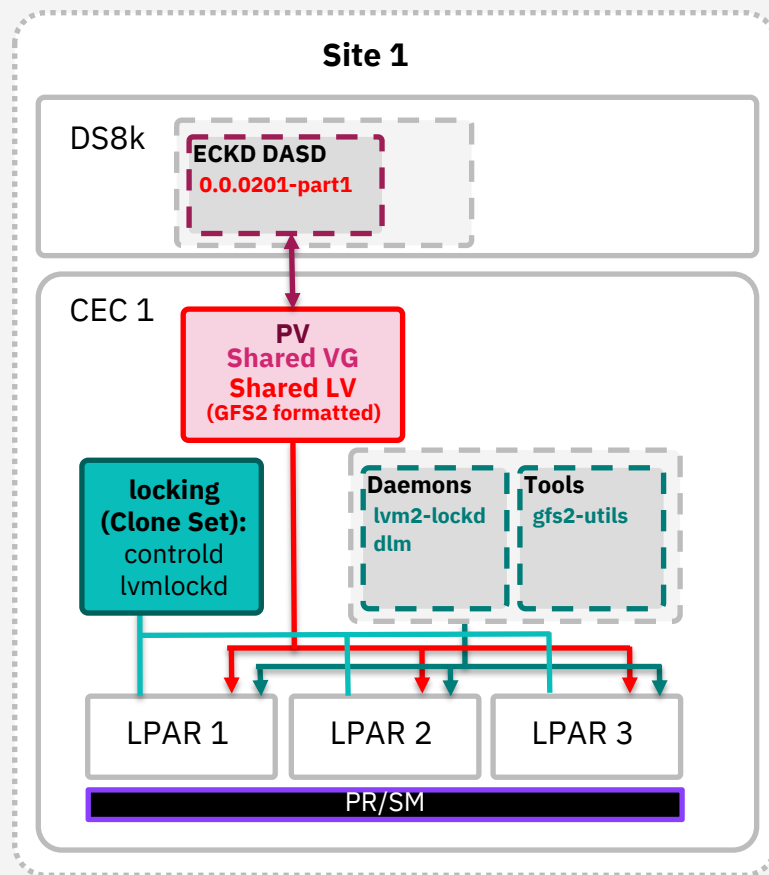 Site 1
DS8k
ECKD DASD
0.0.0201-part1
CEC 1
PV
Shared VG
Shared LV
(GFS2 formatted)
locking
(Clone Set):
controld
lvmlockd
Daemons
lvm2-lockd
dlm
Tools
gfs2-utils
LPAR 1
LPAR 2
LPAR 3
PR/SM